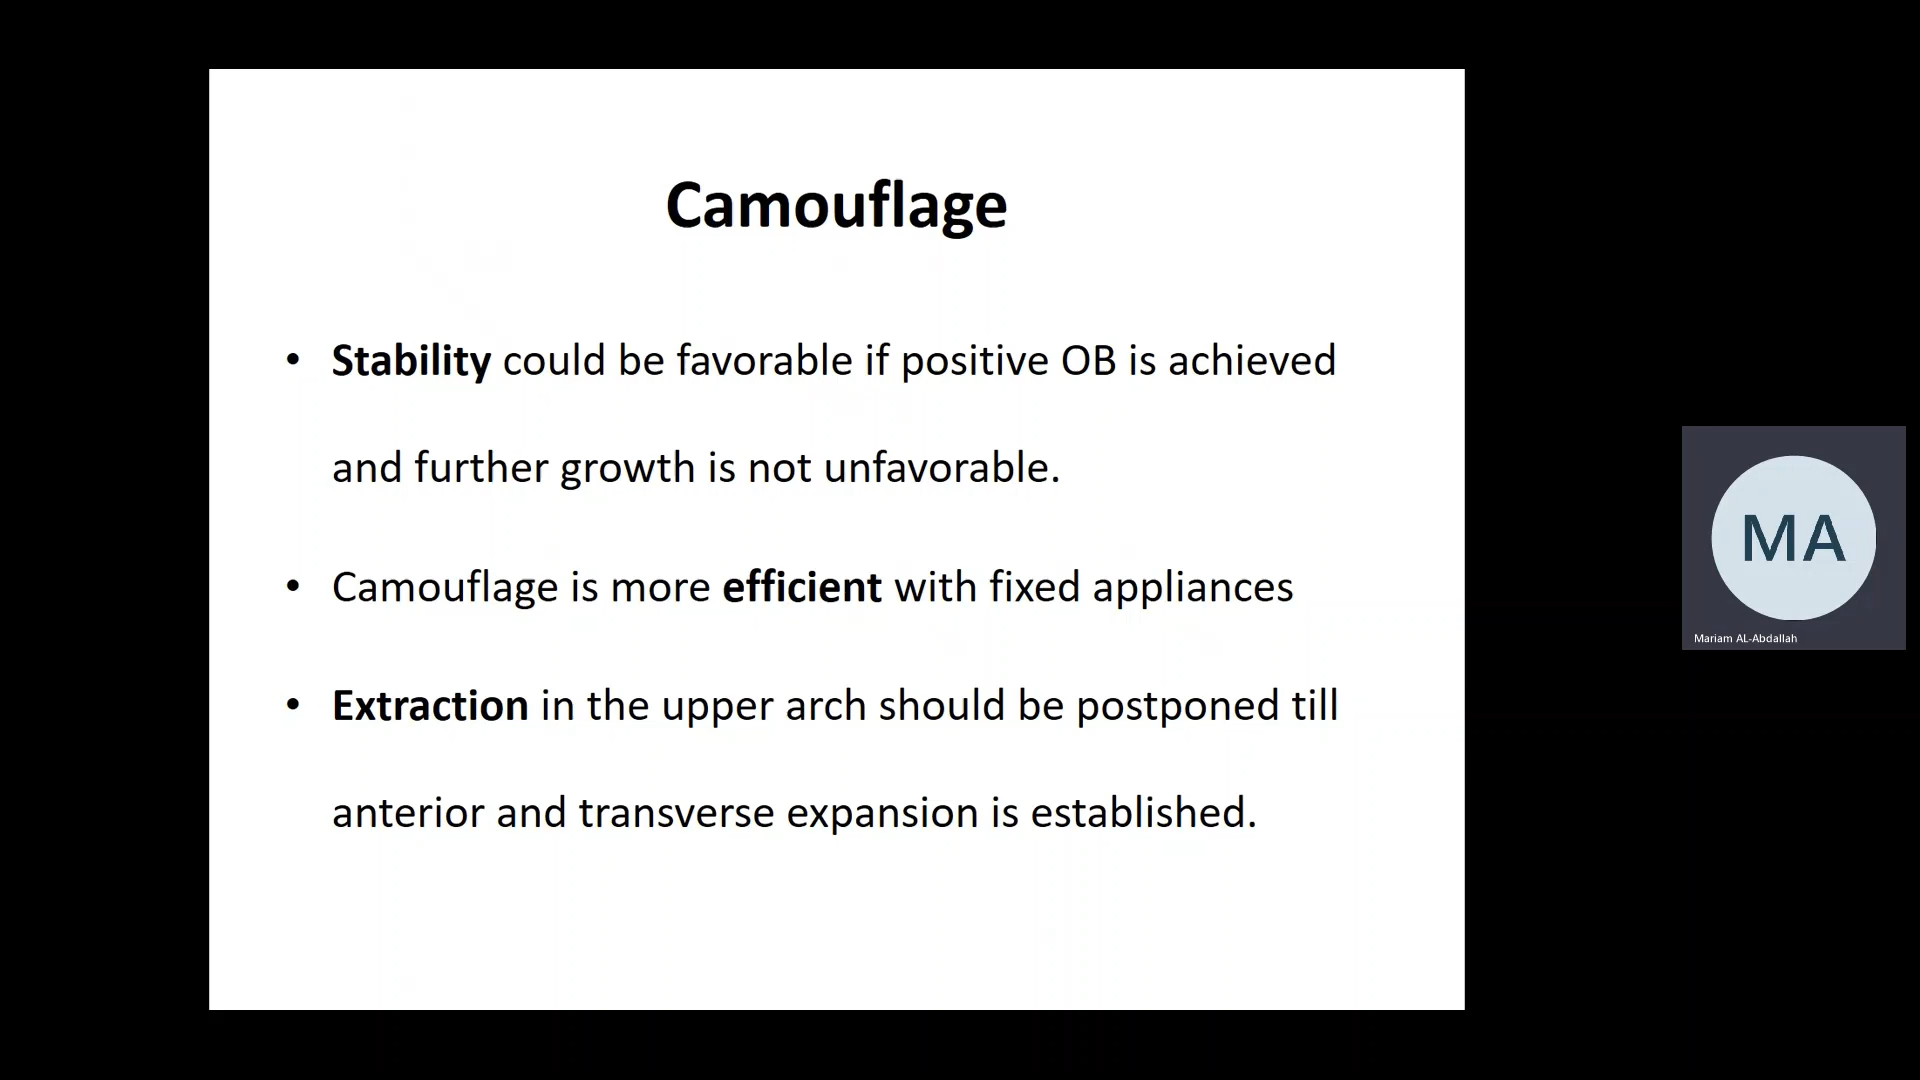 Camouflage
• Stability could be favorable if positive OB is achieved
and further growth is not unfavorable.
• Camouflage is more efficient with fixed appliances
• Extraction in the upper arch should be postponed till
anterior and transverse expansion is established.
MA
Mariam AL-Abdallah